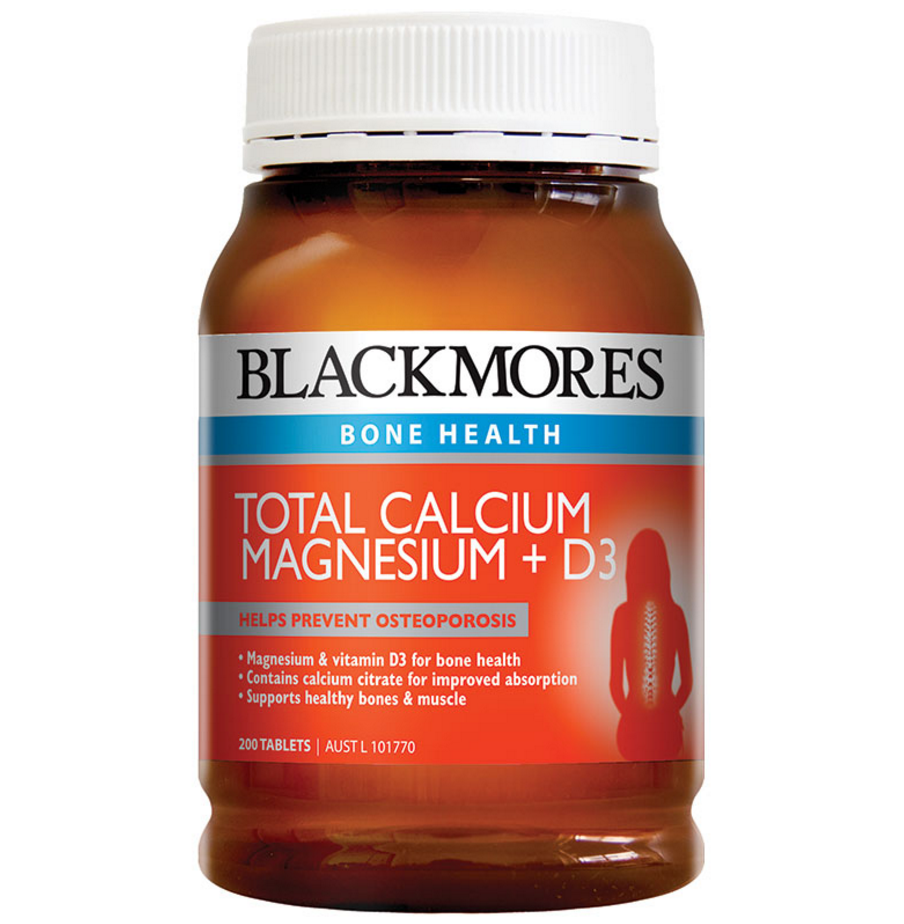 BLACKMORES
BONE HEALTH
TOTAL CALCIUM
MAGNESIUM + D3
HELPS PREVENT OSTEOPOROSIS
• Magnesium & vitamin D3 for bone health
• Contains calcium citrate for improved absorption
• Supports healthy bones & muscle
200 TABLETS | AUST L 101770